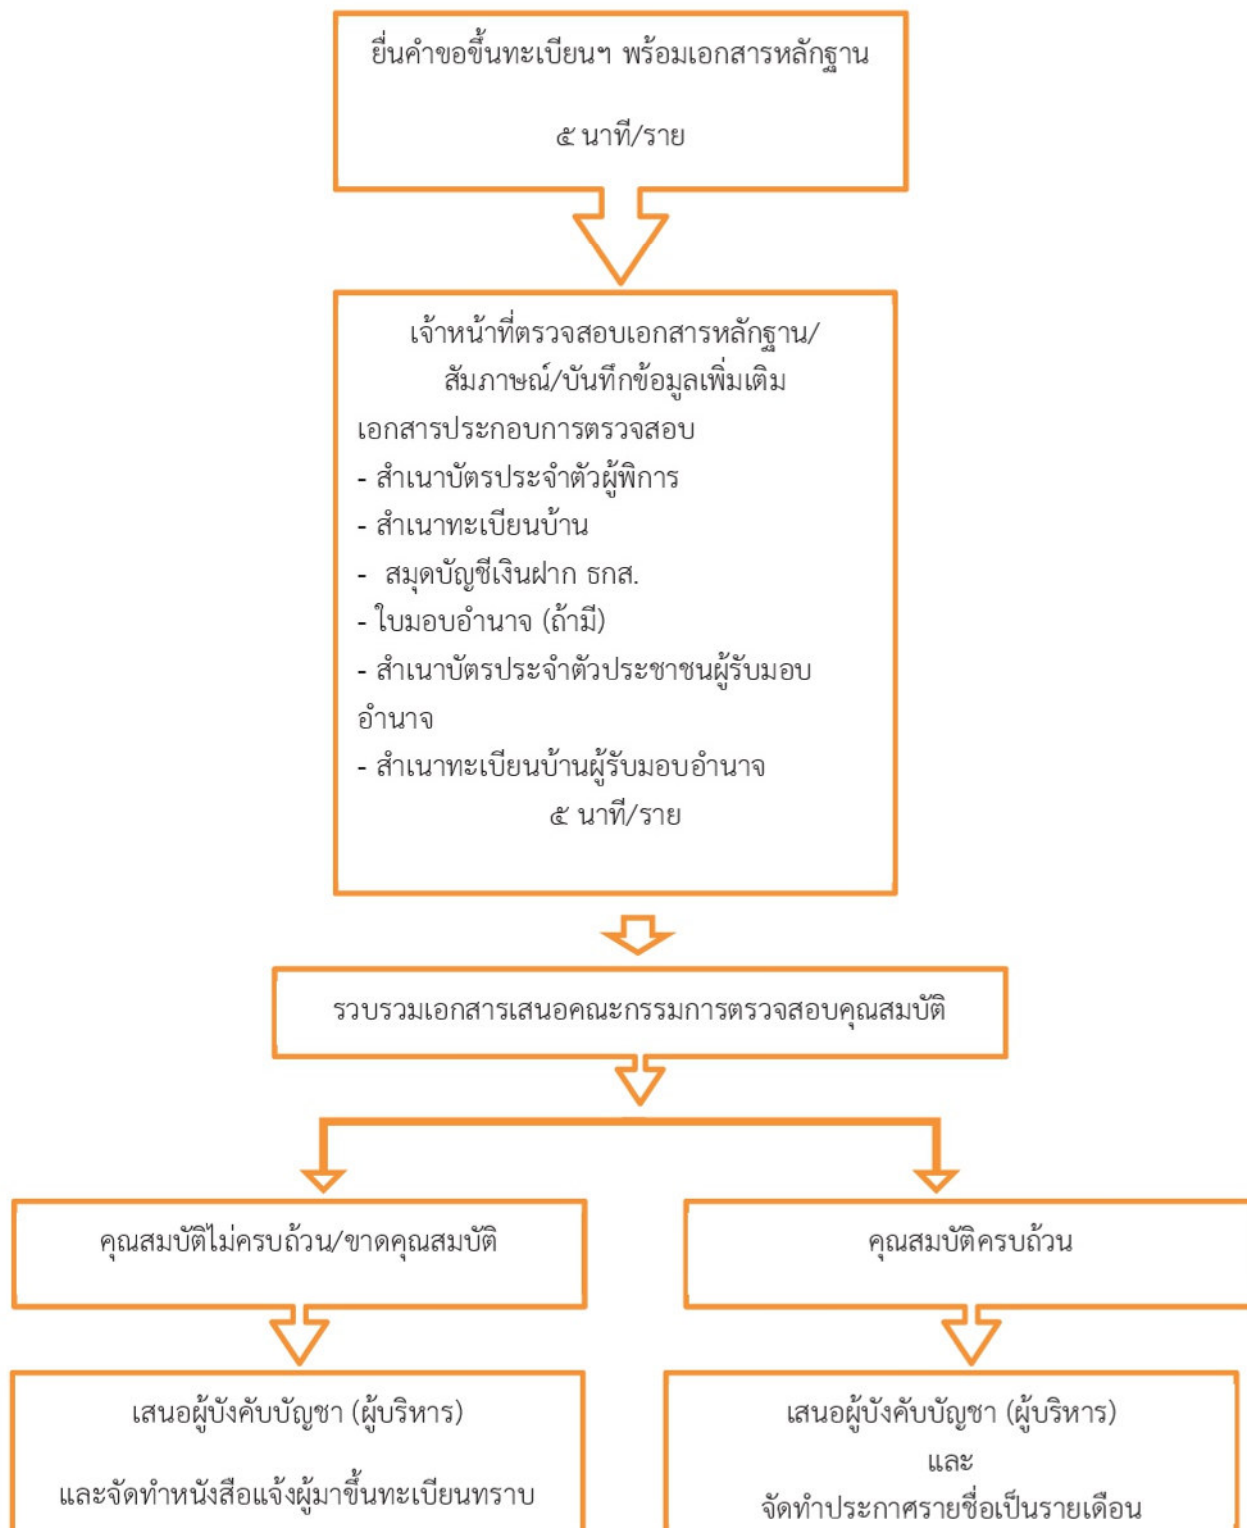 ยื่นคำขอขึ้นทะเบียนฯ พร้อมเอกสารหลักฐาน
๕ นาที/ราย
เจ้าหน้าที่ตรวจสอบเอกสารหลักฐาน/
สัมภาษณ์/บันทึกข้อมูลเพิ่มเติม
เอกสารประกอบการตรวจสอบ
- สำเนาบัตรประจำตัวผู้พิการ
- สำเนาทะเบียนบ้าน
- สมุดบัญชีเงินฝาก ธกส.
- ใบมอบอำนาจ (ถ้ามี)
- สำเนาบัตรประจำตัวประชาชนผู้รับมอบ
อำนาจ
- สำเนาทะเบียนบ้านผู้รับมอบอำนาจ
๕ นาที/ราย
รวบรวมเอกสารเสนอคณะกรรมการตรวจสอบคุณสมบัติ
คุณสมบัติไม่ครบถ้วน/ขาดคุณสมบัติ
คุณสมบัติครบถ้วน
เสนอผู้บังคับบัญชา (ผู้บริหาร)
และจัดทำหนังสือแจ้งผู้มาขึ้นทะเบียนทราบ
เสนอผู้บังคับบัญชา (ผู้บริหาร)
และ
จัดทำประกาศรายชื่อเป็นรายเดือน